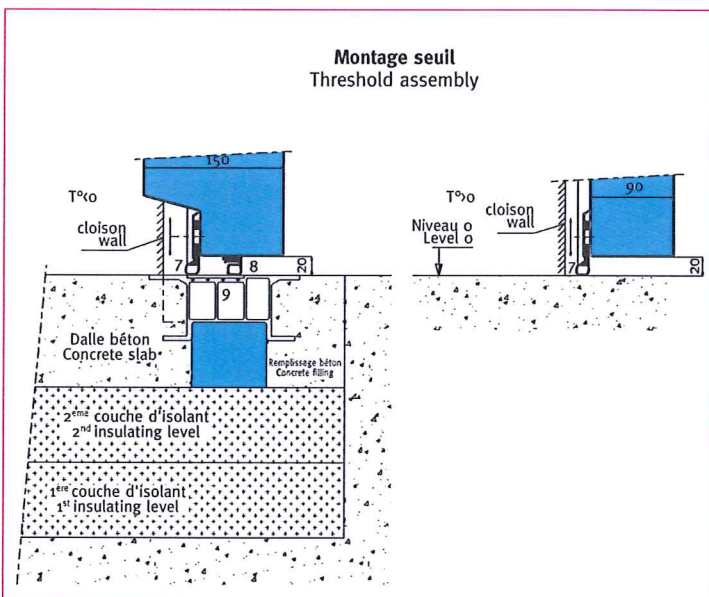 Montage seuil
Threshold assembly
150
T°<0
cloison
wall
7
8
20
9
Dalle béton
Concrete slab
Remplissage béton
Concrete filling
2ème couche d'isolant
2nd insulating level
1ère couche d'isolant
1st insulating level
T°>0
90
cloison
wall
Niveau 0
Level 0
7
20